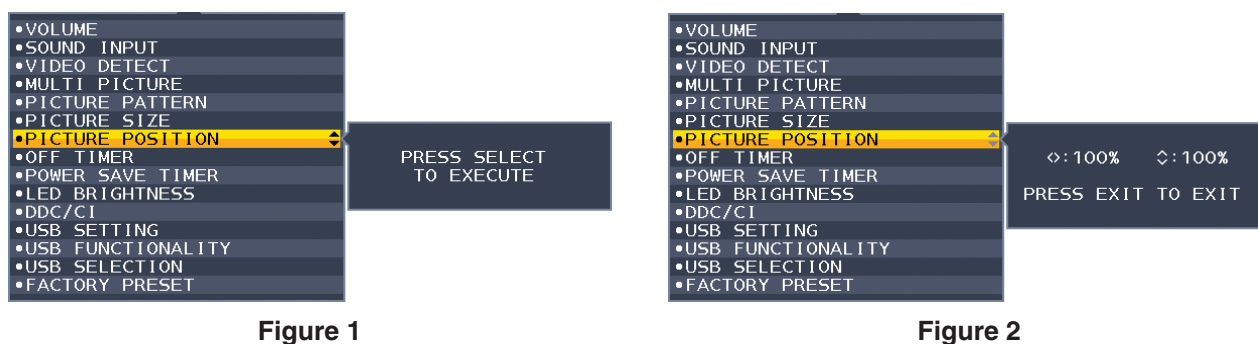 •VOLUME
•SOUND INPUT
•VIDEO DETECT
•MULTI PICTURE
•PICTURE PATTERN
•PICTURE SIZE
•PICTURE POSITION
•OFF TIMER
•POWER SAVE TIMER
•LED BRIGHTNESS
•DDC/CI
•USB SETTING
•USB FUNCTIONALITY
•USB SELECTION
•FACTORY PRESET
PRESS SELECT
TO EXECUTE
Figure 1
•VOLUME
•SOUND INPUT
•VIDEO DETECT
•MULTI PICTURE
•PICTURE PATTERN
•PICTURE SIZE
•PICTURE POSITION
•OFF TIMER
•POWER SAVE TIMER
•LED BRIGHTNESS
•DDC/CI
•USB SETTING
•USB FUNCTIONALITY
•USB SELECTION
•FACTORY PRESET
:100% :100%
PRESS EXIT TO EXIT
Figure 2